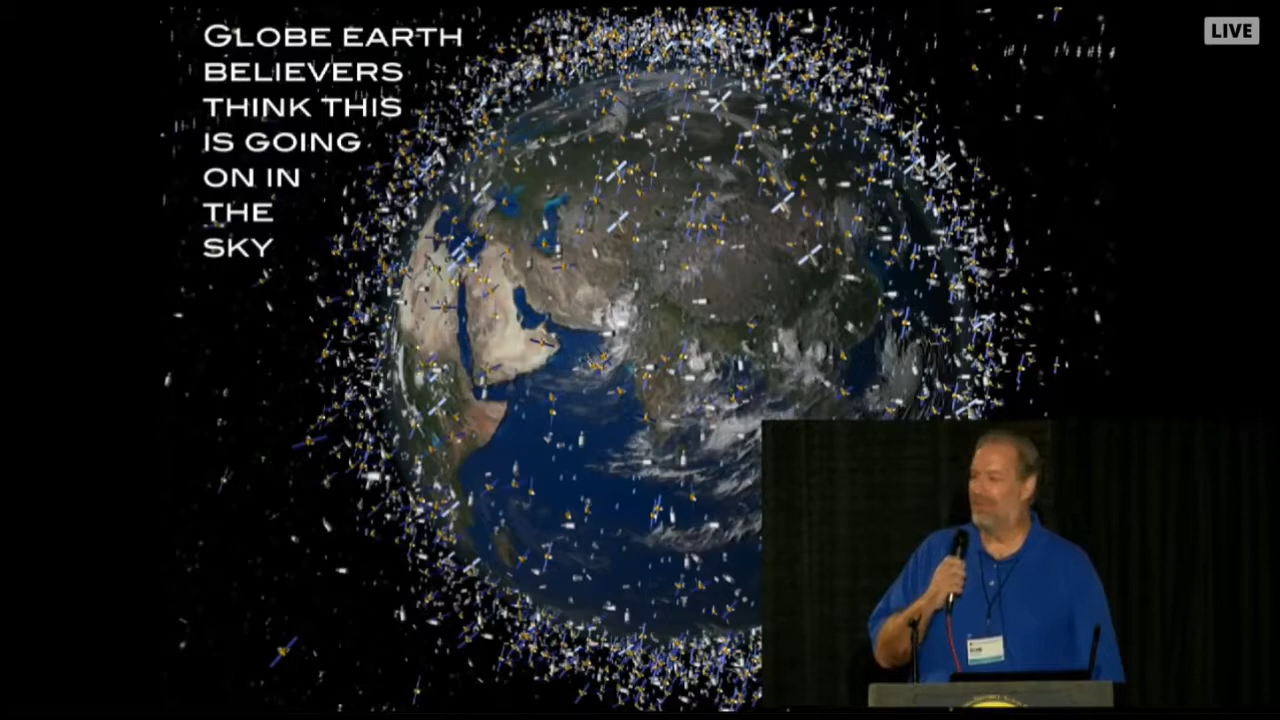 GLOBE EARTH
BELIEVERS
THINK THIS
IS GOING
ON IN
THE
SKY
LIVE